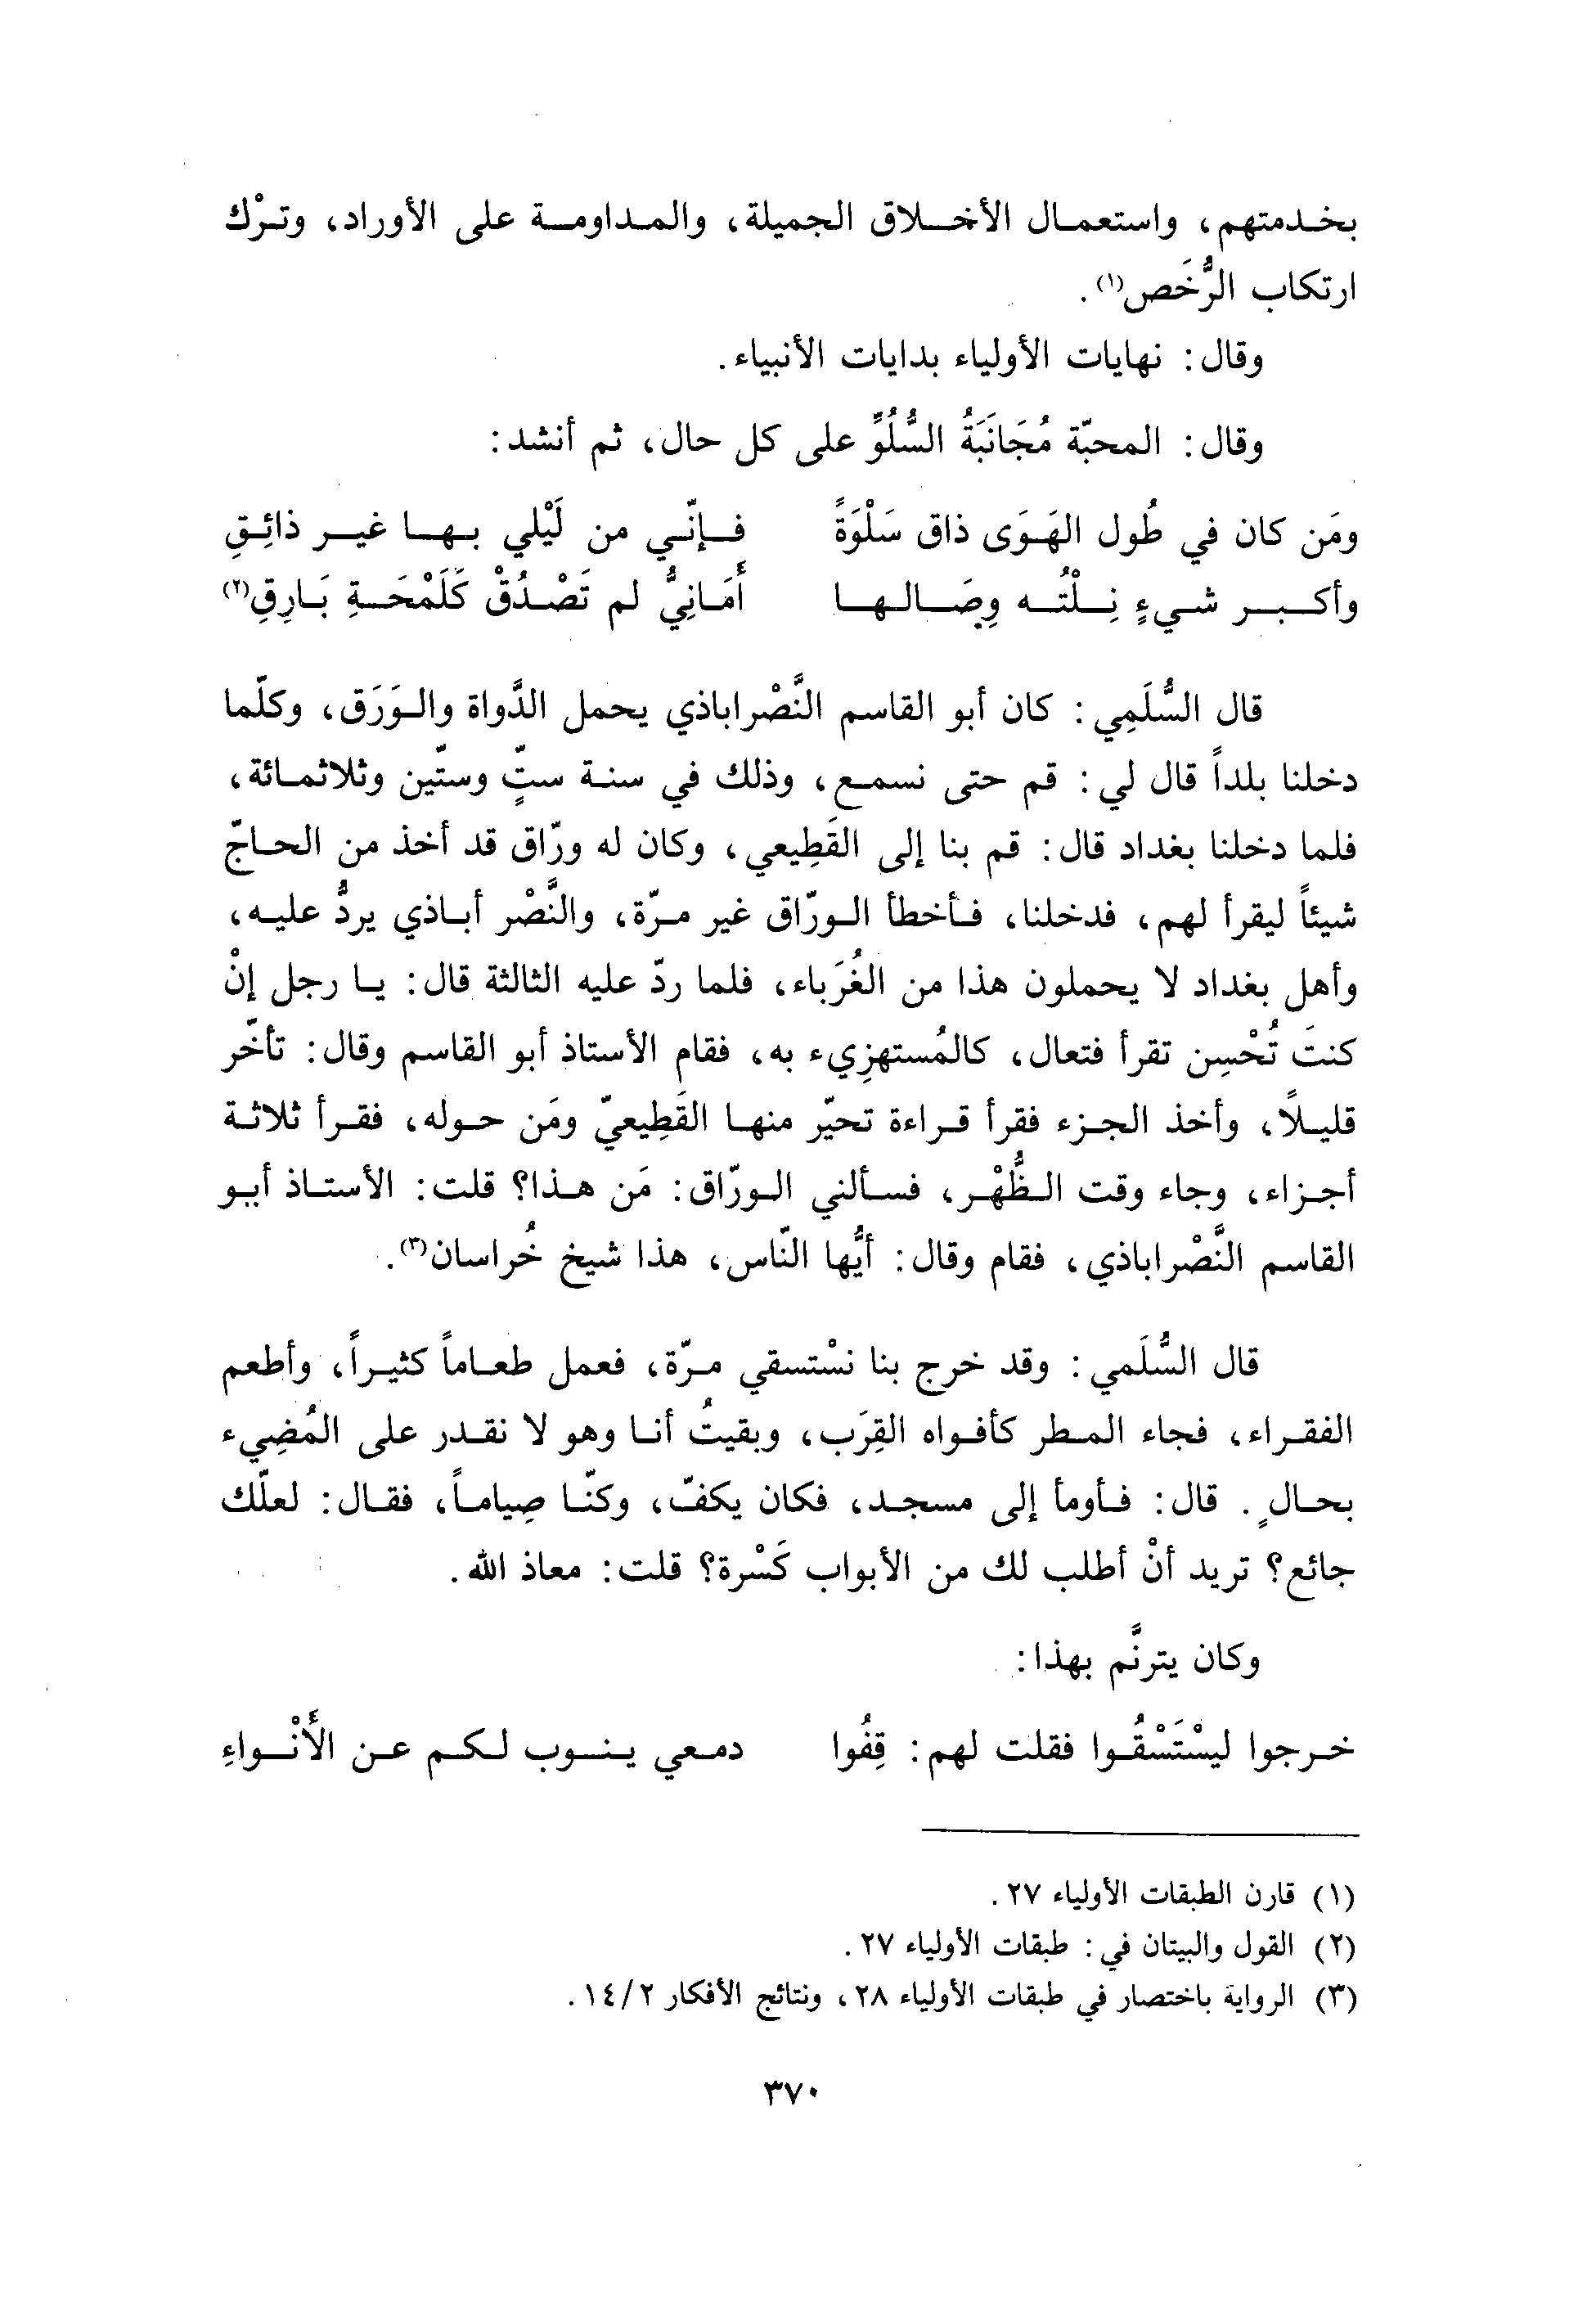 بخدمتهم، واستعمال الأخلاق الجميلة، والمداومة على الأوراد، وترْك
ارتكاب الرُّخَص(١).
وقال: نهايات الأولياء بدايات الأنبياء.
وقال: المحبّة مُجَانَبَةُ السُّلُوِّ على كل حال، ثم أنشد:
ومَن كان في طُول الهَوَى ذاق سَلْوَةً فإنّي من لَيْلي بها غير ذائِقِ
وأكبر شيءٍ نِلْتُه وِصَالها أَمَانِيُّ لم تَصْدُقْ كَلَمْحَةِ بَارِقِ(٢)
قال السُّلَمِي: كان أبو القاسم النَّصْراباذي يحمل الدَّواة والوَرَق، وكلّما
دخلنا بلداً قال لي: قم حتى نسمع، وذلك في سنة ستٍّ وستّين وثلاثمائة،
فلما دخلنا بغداد قال: قم بنا إلى القَطِيعي، وكان له ورّاق قد أخذ من الحاجّ
شيئاً ليقرأ لهم، فدخلنا، فأخطأ الورّاق غير مرّة، والنَّصْر أباذي يردُّ عليه،
وأهل بغداد لا يحملون هذا من الغُرَباء، فلما ردّ عليه الثالثة قال: يا رجل إنْ
كنتَ تُحْسِن تقرأ فتعال، كالمُستهزِيء به، فقام الأستاذ أبو القاسم وقال: تأخّر
قليلًا، وأخذ الجزء فقرأ قراءة تحيّر منها القَطِيعيّ ومَن حوله، فقرأ ثلاثة
أجزاء، وجاء وقت الظُّهْر، فسألني الورّاق: مَن هذا؟ قلت: الأستاذ أبو
القاسم النَّصْراباذي، فقام وقال: أيُّها النّاس، هذا شيخ خُراسان(٣).
قال السُّلَمي: وقد خرج بنا نسْتسقي مرّة، فعمل طعاماً كثيراً، وأطعم
الفقراء، فجاء المطر كأفواه القِرَب، وبقيتُ أنا وهو لا نقدر على المُضِيء
بحالٍ. قال: فأومأ إلى مسجد، فكان يكفّ، وكنّا صِياماً، فقال: لعلّك
جائع؟ تريد أنْ أطلب لك من الأبواب كَسْرة؟ قلت: معاذ الله.
وكان يترنَّم بهذا:
خرجوا ليسْتَسْقُوا فقلت لهم: قِفُوا دمعي ينوب لكم عن الأَنْواءِ
(١) قارن الطبقات الأولياء ٢٧.
(٢) القول والبيتان في: طبقات الأولياء ٢٧.
(٣) الرواية باختصار في طبقات الأولياء ٢٨، ونتائج الأفكار ١٤/٢.
٣٧٠